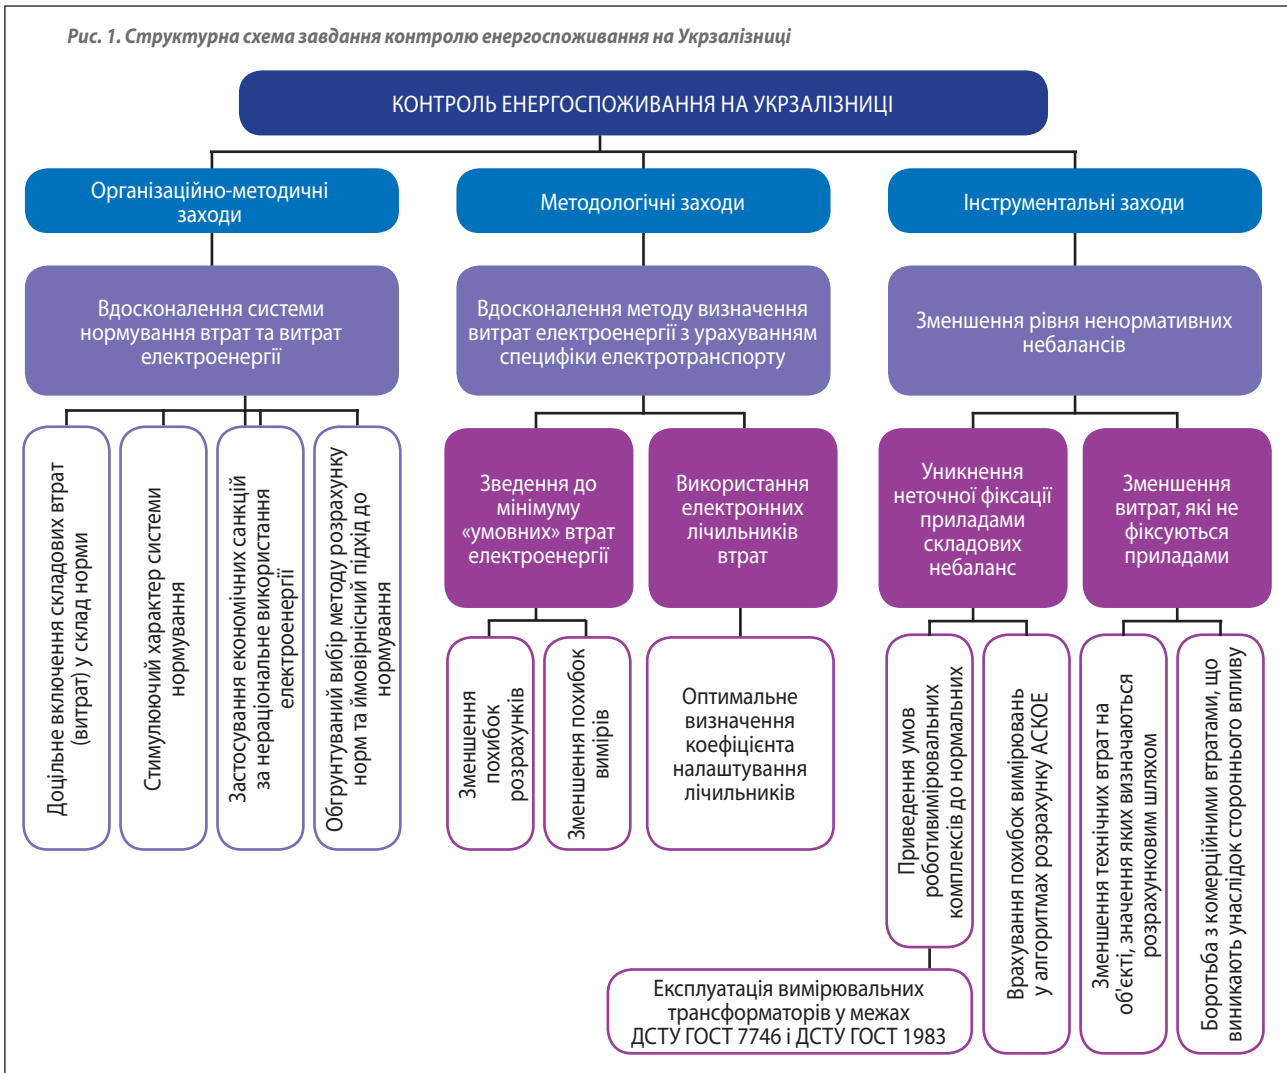 Рис. 1. Структурна схема завдання контролю енергоспоживання на Укрзалізниці
КОНТРОЛЬ ЕНЕРГОСПОЖИВАННЯ НА УКРЗАЛІЗНИЦІ
Організаційно-методичні
заходи
Методологічні заходи
Інструментальні заходи
Вдосконалення системи
нормування втрат та витрат
електроенергії
Вдосконалення методу визначення
витрат електроенергії з урахуванням
специфіки електротранспорту
Зменшення рівня ненормативних
небалансів
Доцільне включення складових втрат
(витрат) у склад норми
Стимулюючий характер системи
нормування
Застосування економічних санкцій
за нераціональне використання
електроенергії
Обгрунтуваний вибір методу розрахунку
норм та ймовірнісний підхід до
нормування
Зведення до
мінімуму
«умовних» втрат
електроенергії
Використання
електронних
лічильників
втрат
Уникнення
неточної фіксації
приладами
складових
небаланс
Зменшення
витрат, які не
фіксуються
приладами
Зменшення
похибок
розрахунків
Зменшення похибок
вимірів
Оптимальне
визначення
коефіцієнта
налаштування
лічильників
Приведення умов
роботивимірювальних
комплексів до нормальних
Врахування похибок вимірювань
у алгоритмах розрахунку АСКОЕ
Зменшення технічних втрат на
об'єкті, значення яких визначаються
розрахунковим шляхом
Боротьба з комерційними втратами, що
виникають унаслідок стороннього впливу
Експлуатація вимірювальних
трансформаторів у межах
ДСТУ ГОСТ 7746 і ДСТУ ГОСТ 1983